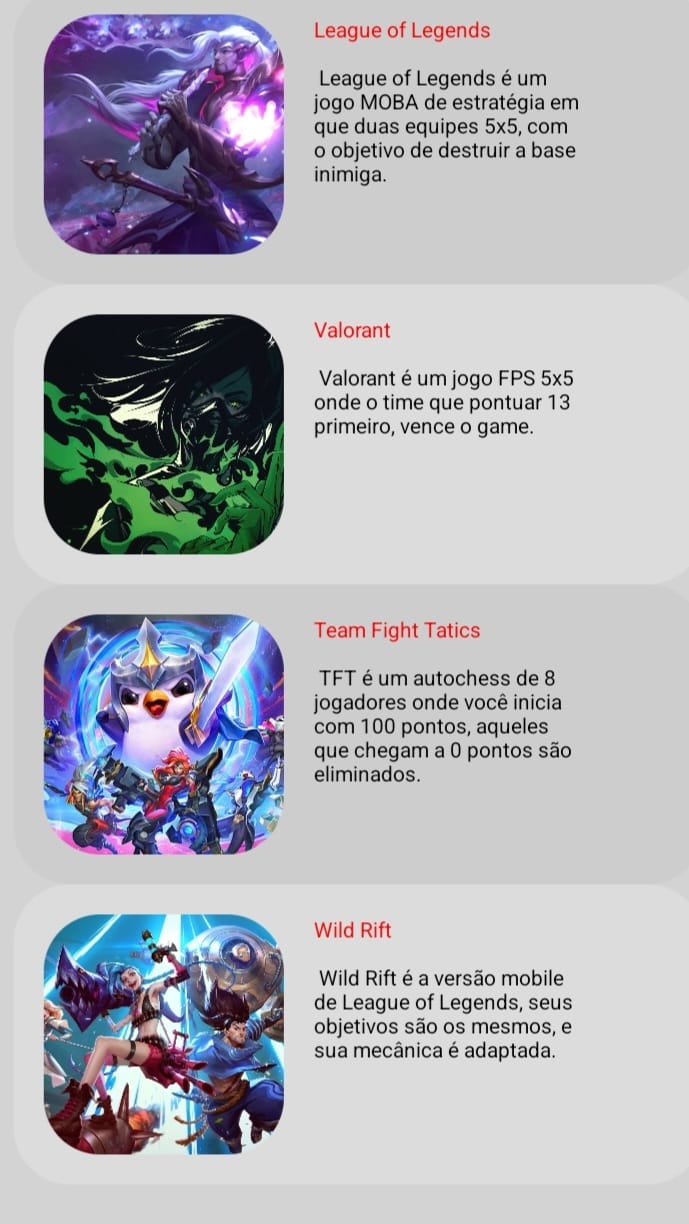 League of Legends
League of Legends é um
jogo MOBA de estratégia em
que duas equipes 5x5, com
o objetivo de destruir a base
inimiga.
Valorant
Valorant é um jogo FPS 5x5
onde o time que pontuar 13
primeiro, vence o game.
Team Fight Tatics
TFT é um autochess de 8
jogadores onde você inicia
com 100 pontos, aqueles
que chegam a 0 pontos são
eliminados.
Wild Rift
Wild Rift é a versão mobile
de League of Legends, seus
objetivos são os mesmos, e
sua mecânica é adaptada.